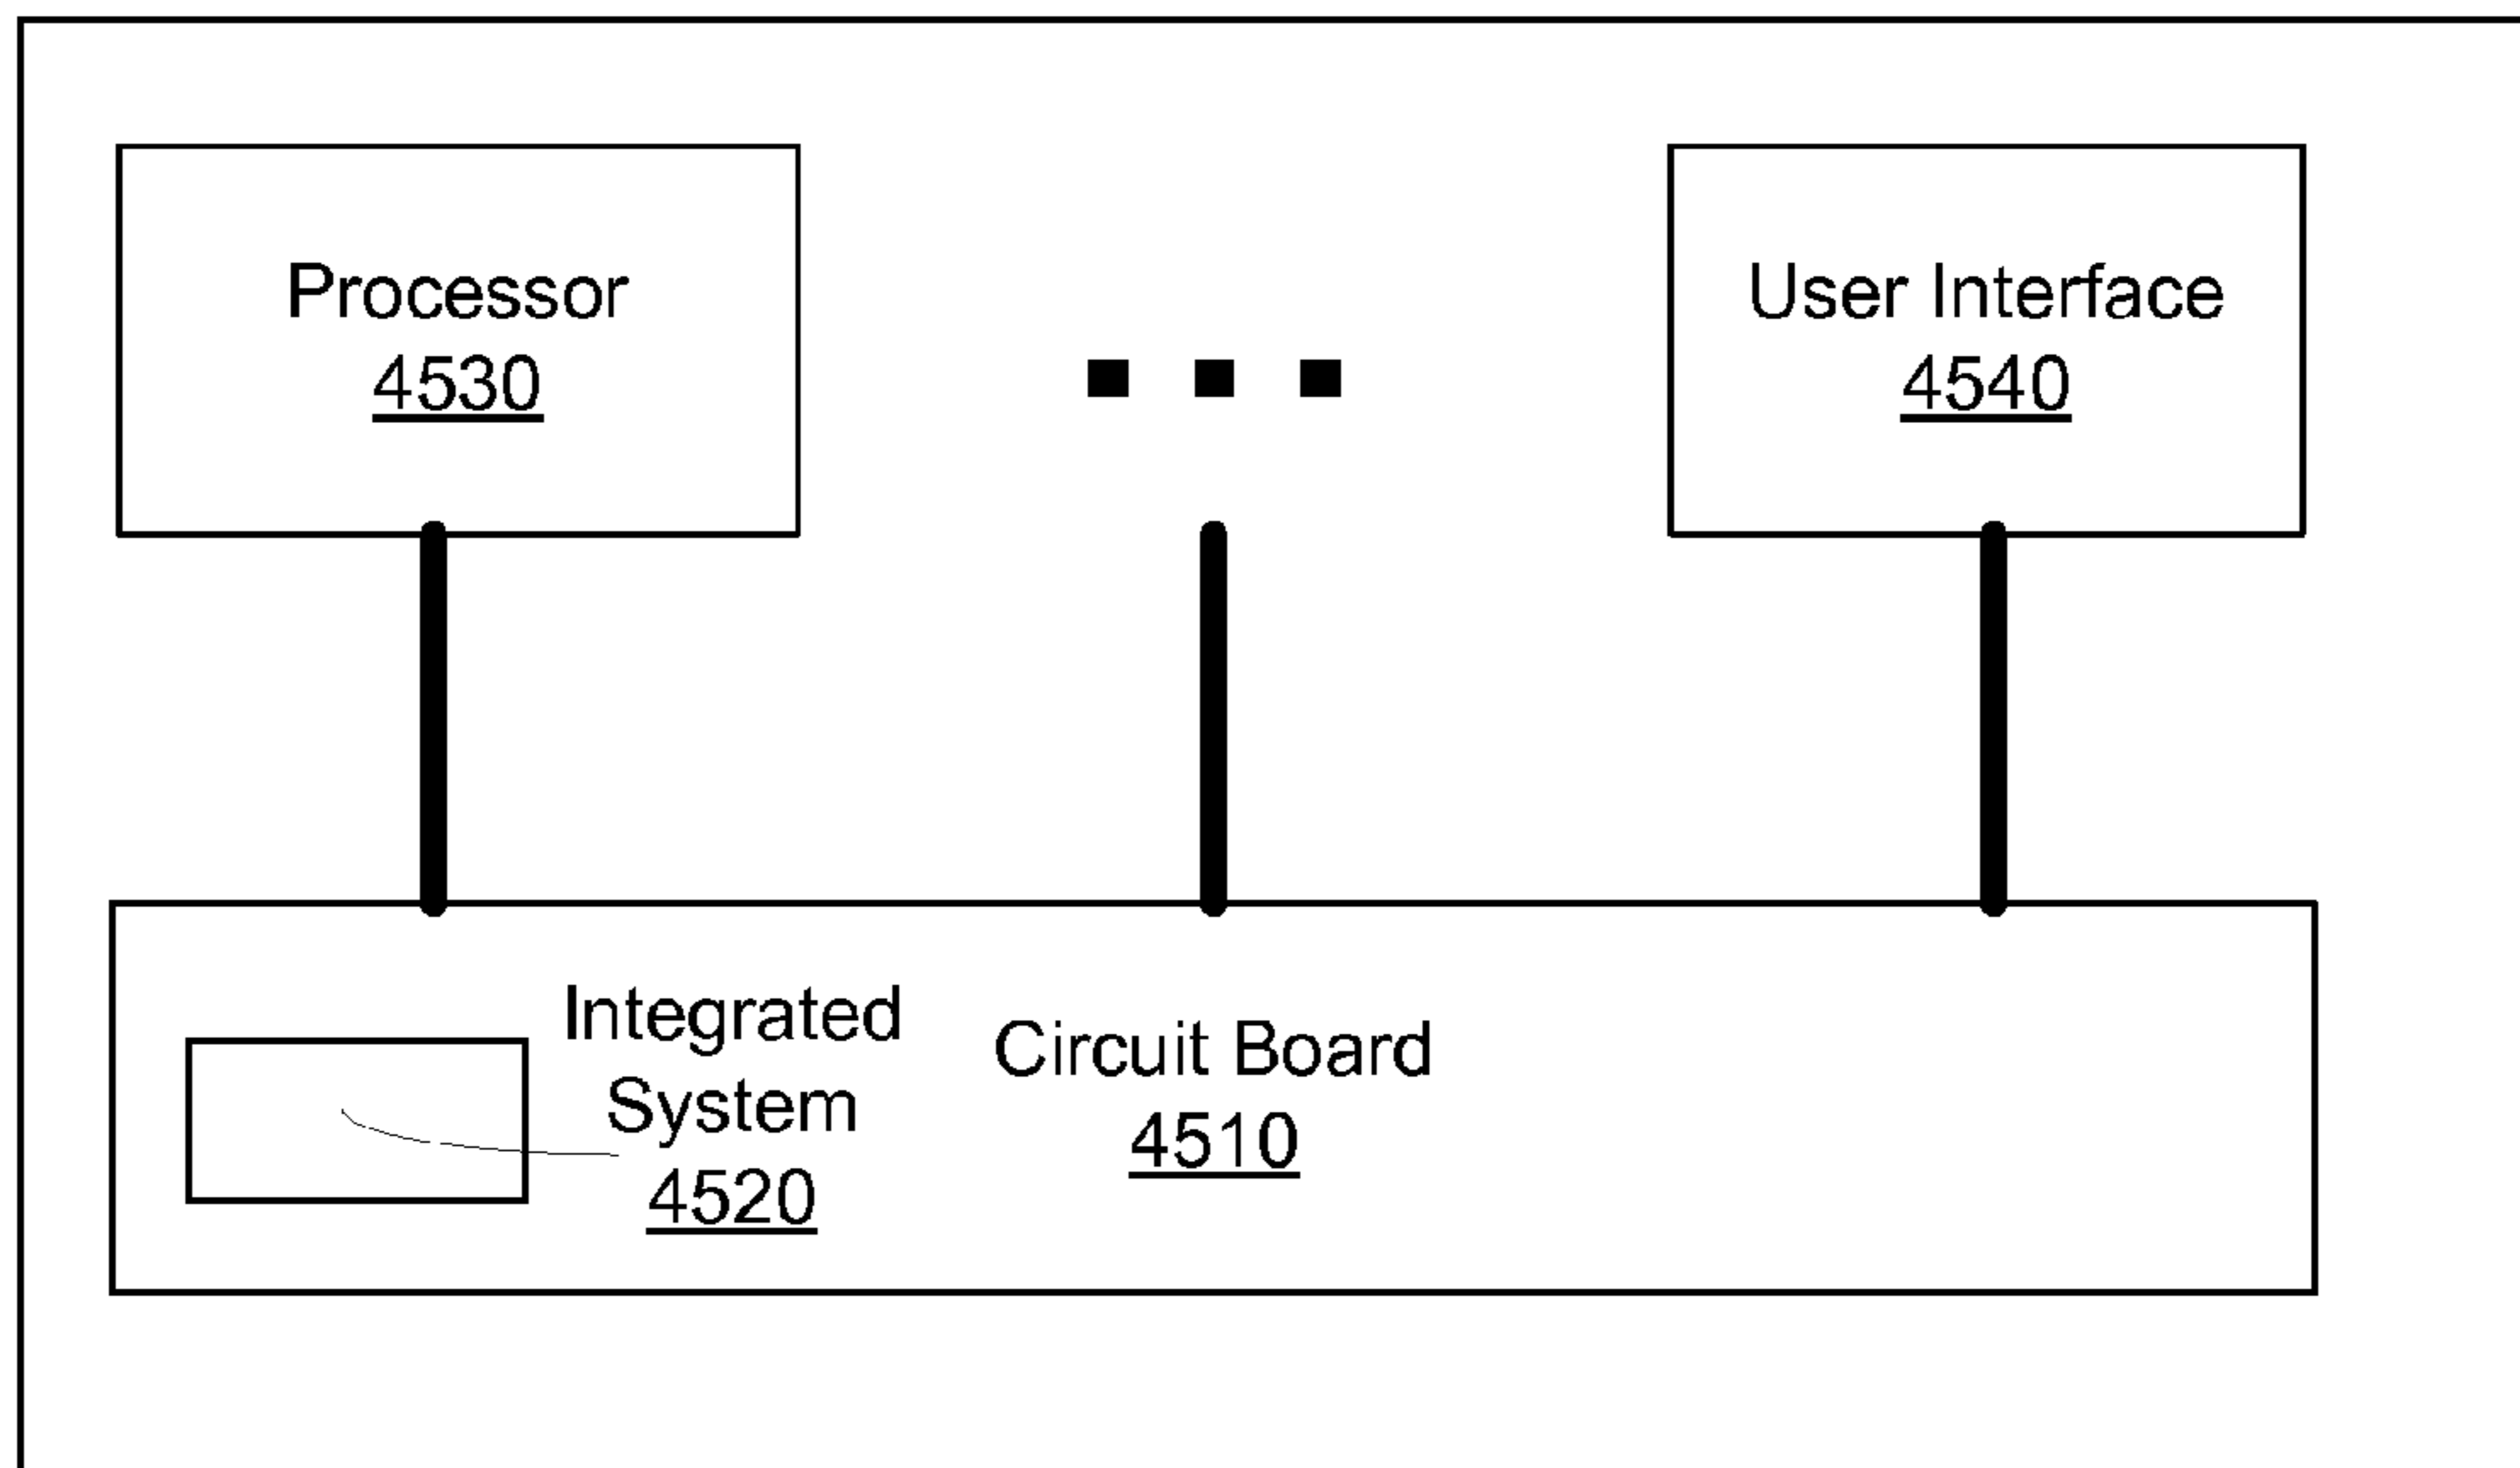 Processor
4530
User Interface
4540
Integrated
System
4520
Circuit Board
4510